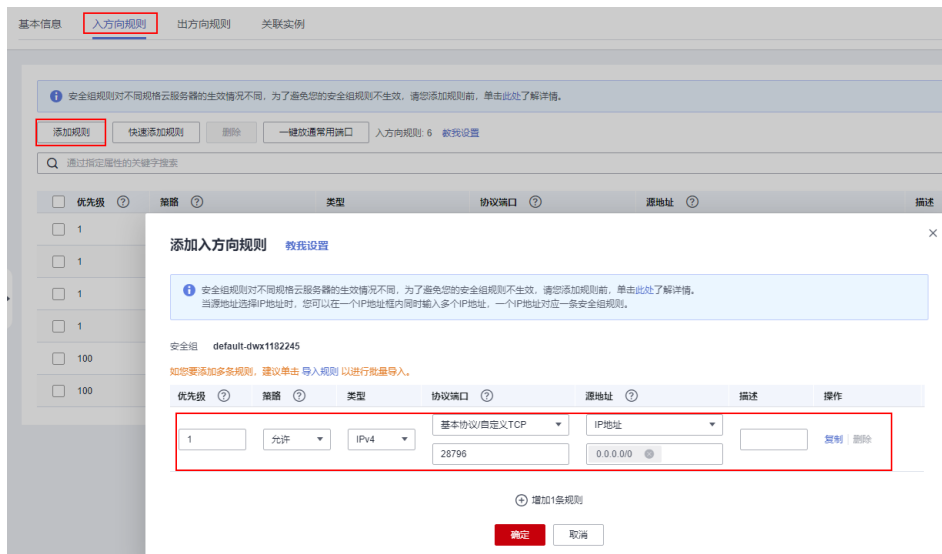 基本信息 入方向规则 出方向规则 关联实例
安全组规则对不同规格云服务器的生效情况不同，为了避免您的安全组规则不生效，请您添加规则前，单击此处了解详情。
添加规则 快速添加规则 删除 一键放通常用端口 入方向规则: 6 教我设置
通过指定属性的关键字搜索
优先级 策略 类型 协议端口 源地址 描述
1
1
1
1
100
100
添加入方向规则 教我设置
安全组规则对不同规格云服务器的生效情况不同，为了避免您的安全组规则不生效，请您添加规则前，单击此处了解详情。
当源地址选择IP地址时，您可以在一个IP地址框内同时输入多个IP地址，一个IP地址对应一条安全组规则。
安全组 default-dwx1182245
如您要添加多条规则，建议单击 导入规则 以进行批量导入。
优先级 策略 类型 协议端口 源地址 描述 操作
1 允许 IPv4 基本协议/自定义TCP IP地址 复制 删除
28796 0.0.0.0/0
增加1条规则
确定 取消